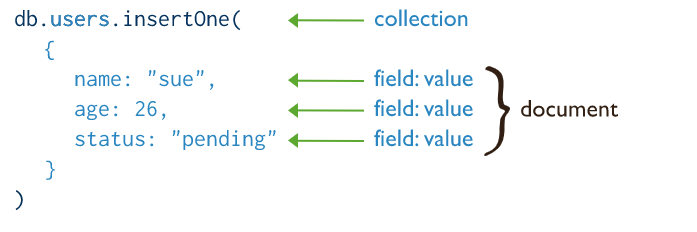 db.users.insertOne( collection
{
name: "sue", field: value
age: 26, field: value
status: "pending" field: value
} document
)